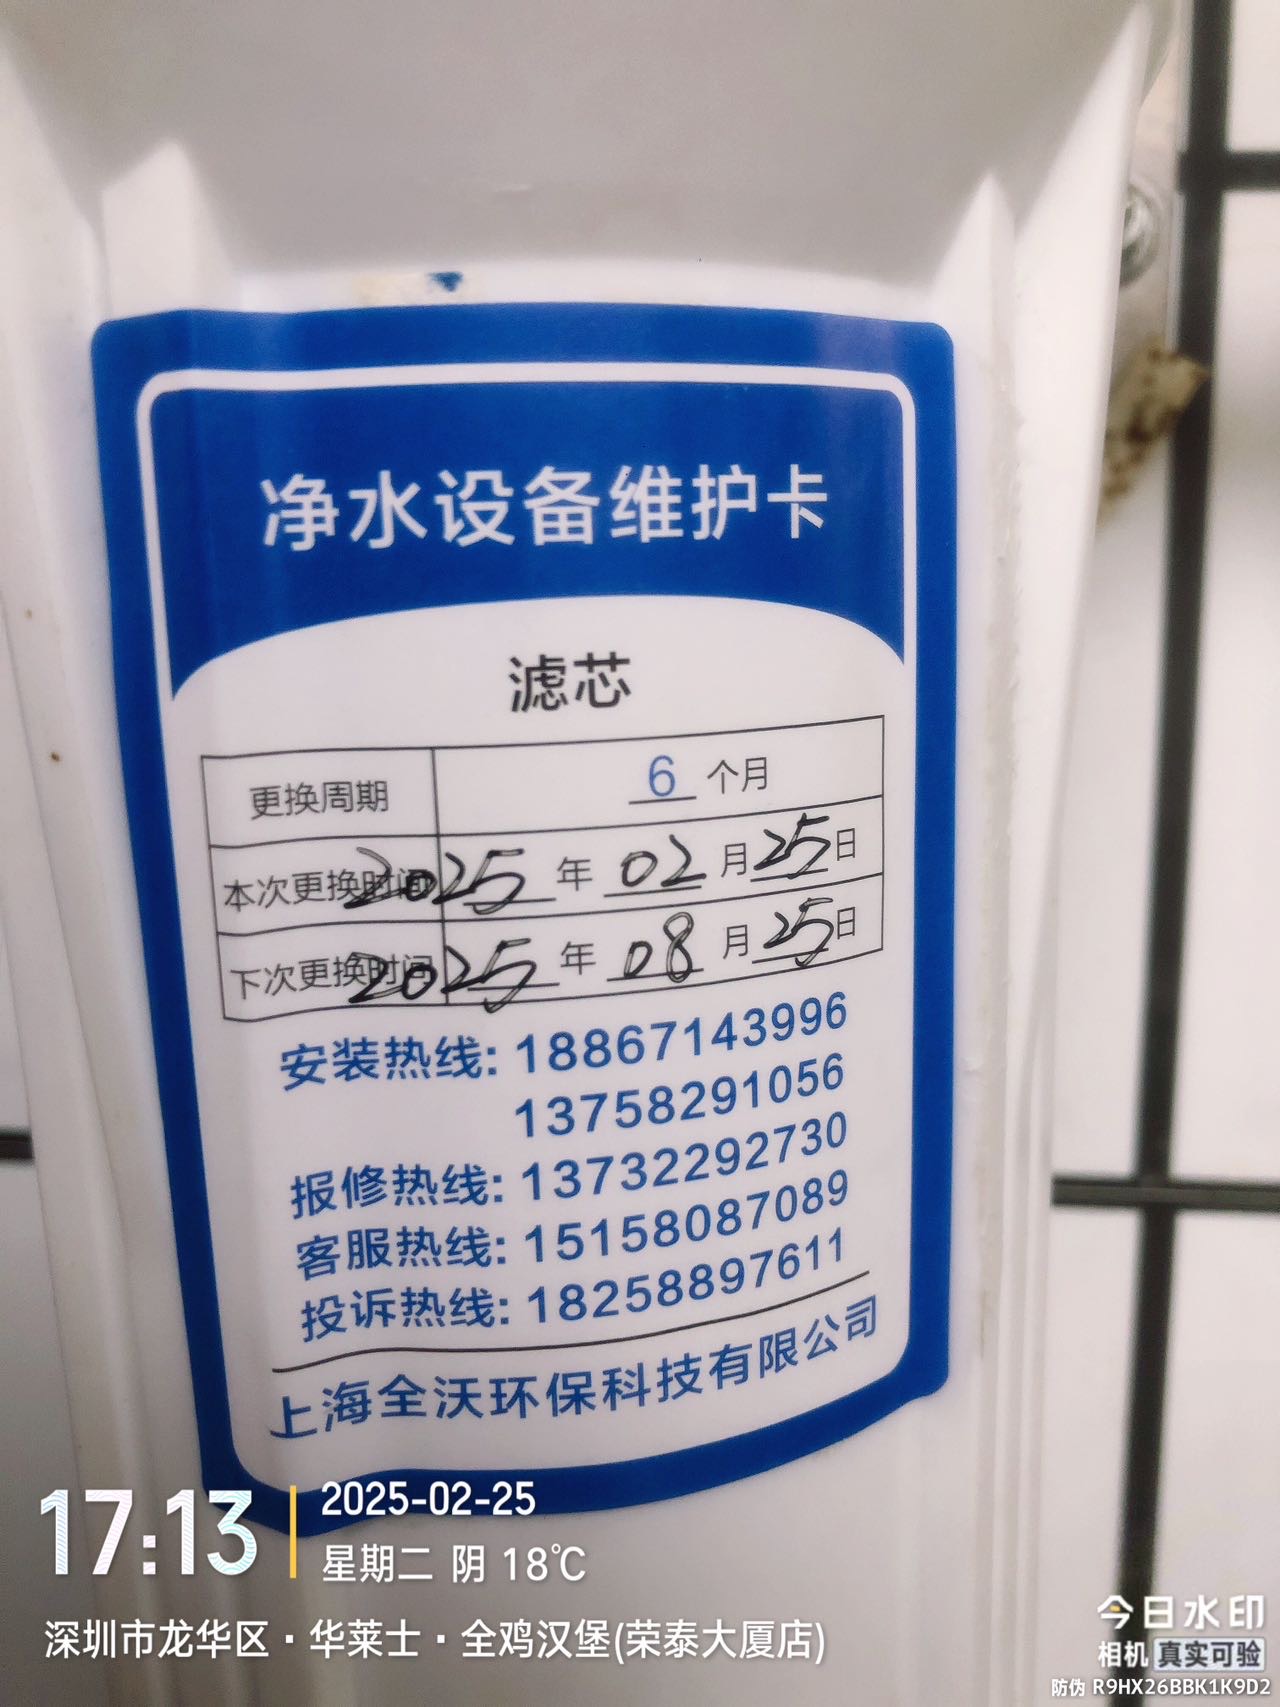 净水设备维护卡
滤芯
更换周期 6 个月
本次更换时间 2025 年 02 月 25 日
下次更换时间 2025 年 08 月 25 日
安装热线: 18867143996
13758291056
报修热线: 13732292730
客服热线: 15158087089
投诉热线: 18258897611
上海全沃环保科技有限公司
17:13
2025-02-25
星期二 阴 18℃
深圳市龙华区·华莱士·全鸡汉堡(荣泰大厦店)
今日水印
相机 真实可验
防伪 R9HX26BBK1K9D2